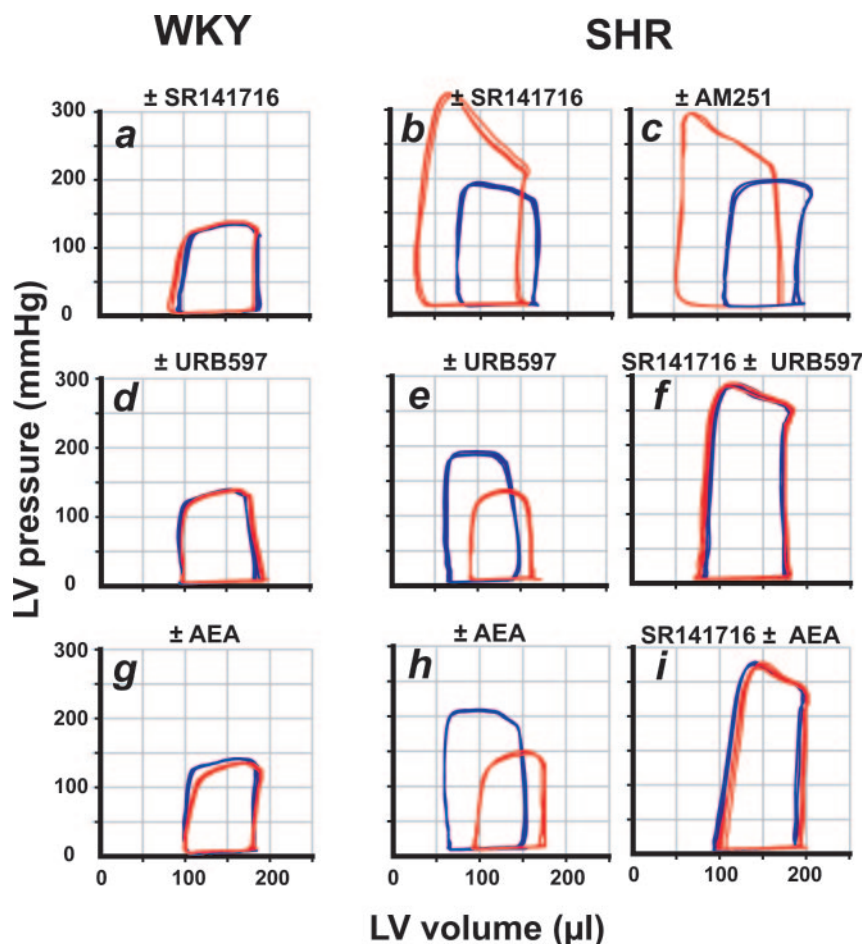 WKY
SHR
± SR141716
± SR141716
± AM251
300
200
100
0
a
b
c
± URB597
± URB597
SR141716 ± URB597
300
200
100
0
d
e
f
± AEA
± AEA
SR141716 ± AEA
300
200
100
0
g
h
i
0 100 200
0 100 200
0 100 200
LV pressure (mmHg)
LV volume (µl)